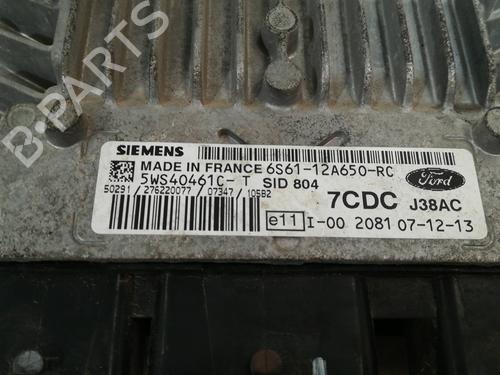 B-PARTS
SIEMENS
MADE IN FRANCE 6S61-12A650-RC
5WS40461C-T SID 804
50291 / 276220077 / 07347 / 10582
7CDC J38AC
Ford
e11 I-00 2081 07-12-13